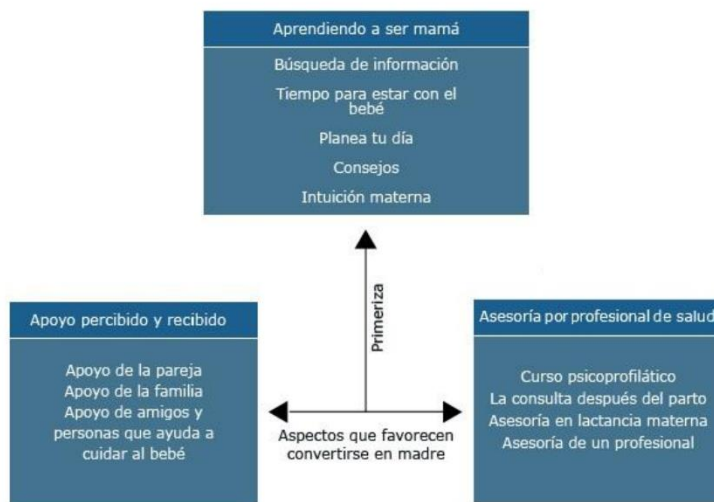 Aprendiendo a ser mamá
Búsqueda de información
Tiempo para estar con el
bebé
Planea tu día
Consejos
Intuición materna
Primeriza
Apoyo percibido y recibido
Apoyo de la pareja
Apoyo de la familia
Apoyo de amigos y
personas que ayuda a
cuidar al bebé
Aspectos que favorecen
convertirse en madre
Asesoría por profesional de salud
Curso psicoprofilático
La consulta después del parto
Asesoría en lactancia materna
Asesoría de un profesional